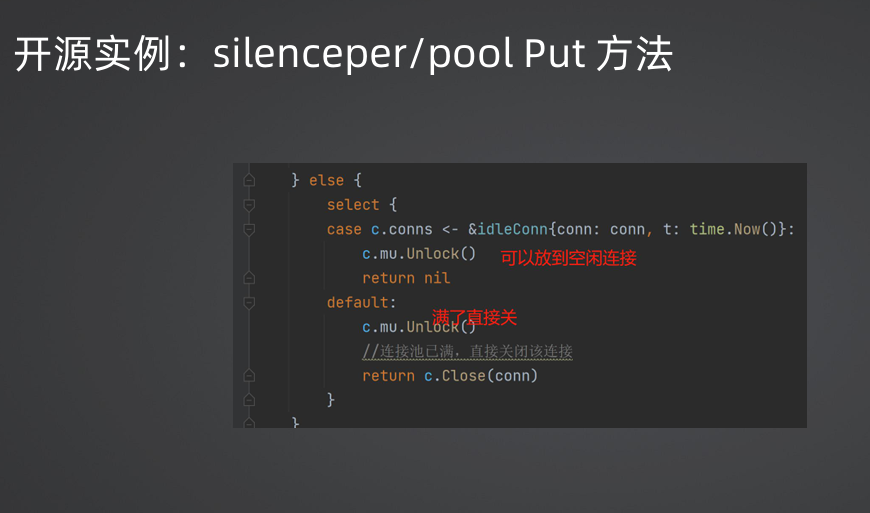 开源实例：silenceper/pool Put 方法
} else {
select {
case c.conns <- &idleConn{conn: conn, t: time.Now()}:
c.mu.Unlock()
可以放到空闲连接
return nil
default:
满了直接关
c.mu.Unlock()
//连接池已满，直接关闭该连接
return c.Close(conn)
}
}